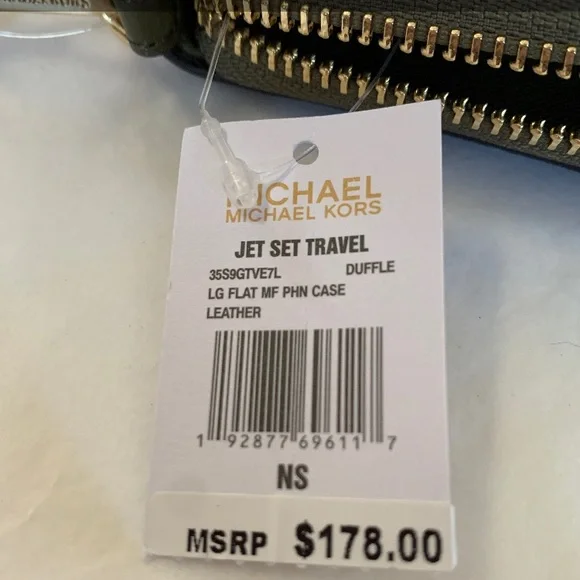 MICHAEL
MICHAEL KORS
JET SET TRAVEL
35S9GTVE7L DUFFLE
LG FLAT MF PHN CASE
LEATHER
1 92877 69611 7
NS
MSRP $178.00